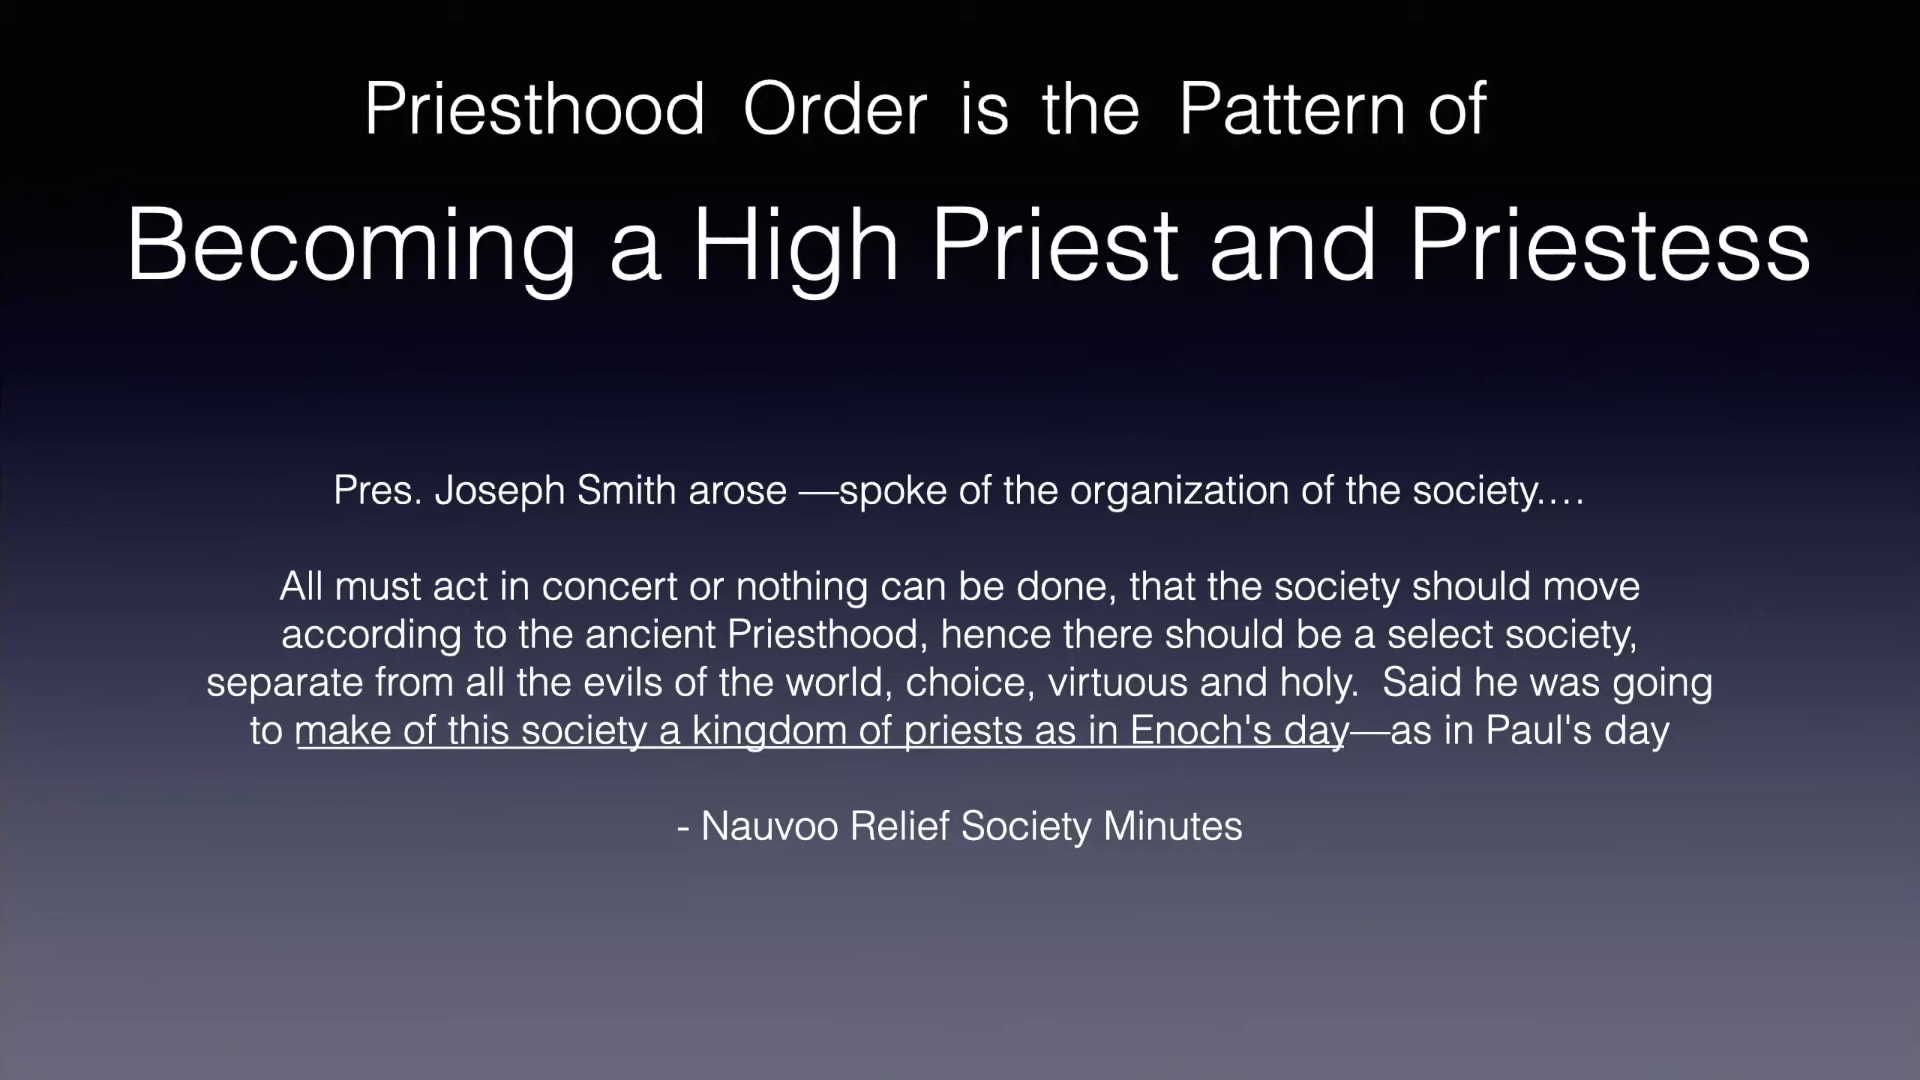 Priesthood Order is the Pattern of
Becoming a High Priest and Priestess
Pres. Joseph Smith arose —spoke of the organization of the society....
All must act in concert or nothing can be done, that the society should move
according to the ancient Priesthood, hence there should be a select society,
separate from all the evils of the world, choice, virtuous and holy.  Said he was going
to make of this society a kingdom of priests as in Enoch's day—as in Paul's day
- Nauvoo Relief Society Minutes